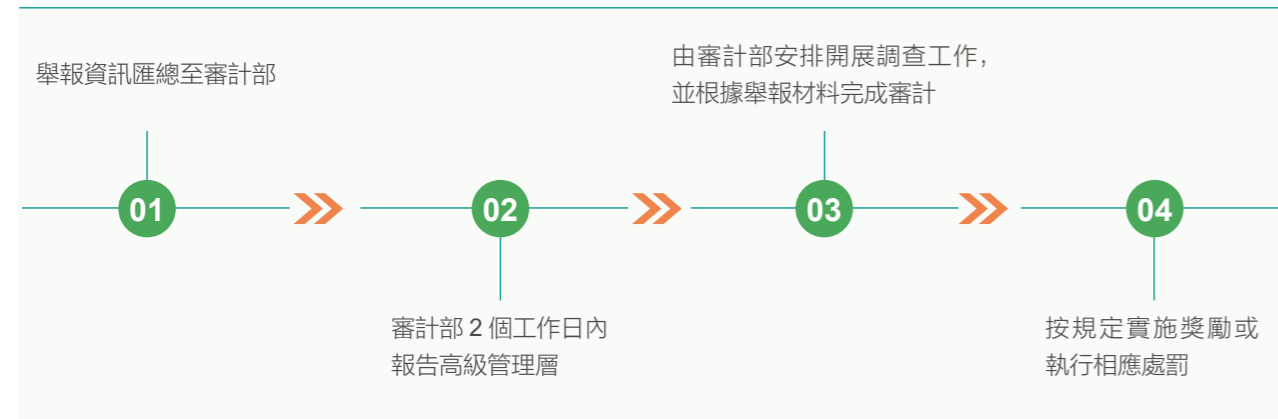 舉報資訊匯總至審計部
01
審計部 2 個工作日內
報告高級管理層
02
由審計部安排開展調查工作，
並根據舉報材料完成審計
03
按規定實施獎勵或
執行相應處罰
04